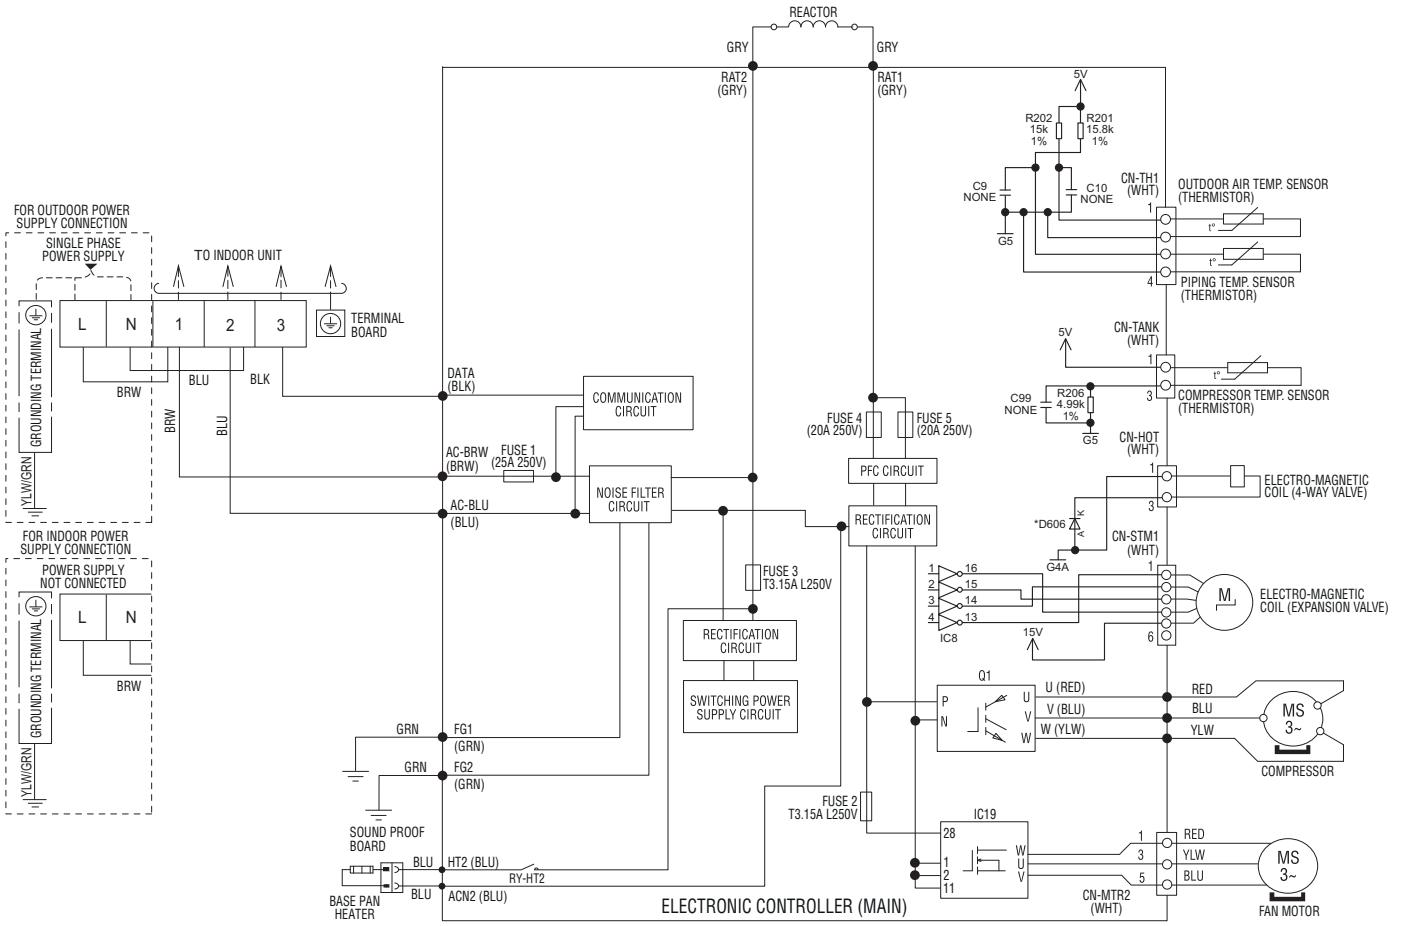 REACTOR
GRY
GRY
RAT2
(GRY)
RAT1
(GRY)
5V
R202
15k
1%
R201
15.8k
1%
C9
NONE
C10
NONE
G5
CN-TH1
(WHT)
1
4
OUTDOOR AIR TEMP. SENSOR
(THERMISTOR)
t°
t°
PIPING TEMP. SENSOR
(THERMISTOR)
FOR OUTDOOR POWER
SUPPLY CONNECTION
SINGLE PHASE
POWER SUPPLY
TO INDOOR UNIT
GROUNDING TERMINAL
L
N
1
2
3
TERMINAL
BOARD
BRW
BLU
BLK
BRW
BLU
YLW/GRN
DATA
(BLK)
COMMUNICATION
CIRCUIT
AC-BRW
(BRW)
FUSE 1
(25A 250V)
AC-BLU
(BLU)
NOISE FILTER
CIRCUIT
FUSE 4
(20A 250V)
FUSE 5
(20A 250V)
PFC CIRCUIT
RECTIFICATION
CIRCUIT
5V
CN-TANK
(WHT)
1
3
t°
C99
NONE
R206
4.99k
1%
G5
COMPRESSOR TEMP. SENSOR
(THERMISTOR)
CN-HOT
(WHT)
1
3
ELECTRO-MAGNETIC
COIL (4-WAY VALVE)
*D606
K
A
G4A
CN-STM1
(WHT)
1
6
1
2
3
4
16
15
14
13
IC8
15V
M
ELECTRO-MAGNETIC
COIL (EXPANSION VALVE)
FOR INDOOR POWER
SUPPLY CONNECTION
POWER SUPPLY
NOT CONNECTED
GROUNDING TERMINAL
L
N
BRW
YLW/GRN
FUSE 3
T3.15A L250V
RECTIFICATION
CIRCUIT
SWITCHING POWER
SUPPLY CIRCUIT
Q1
P
N
U
V
W
U (RED)
V (BLU)
W (YLW)
RED
BLU
YLW
MS
3~
COMPRESSOR
GRN
FG1
(GRN)
GRN
FG2
(GRN)
SOUND PROOF
BOARD
FUSE 2
T3.15A L250V
IC19
28
1
2
11
W
U
V
1
3
5
RED
YLW
BLU
CN-MTR2
(WHT)
MS
3~
FAN MOTOR
BLU
HT2 (BLU)
RY-HT2
BLU
ACN2 (BLU)
BASE PAN
HEATER
ELECTRONIC CONTROLLER (MAIN)